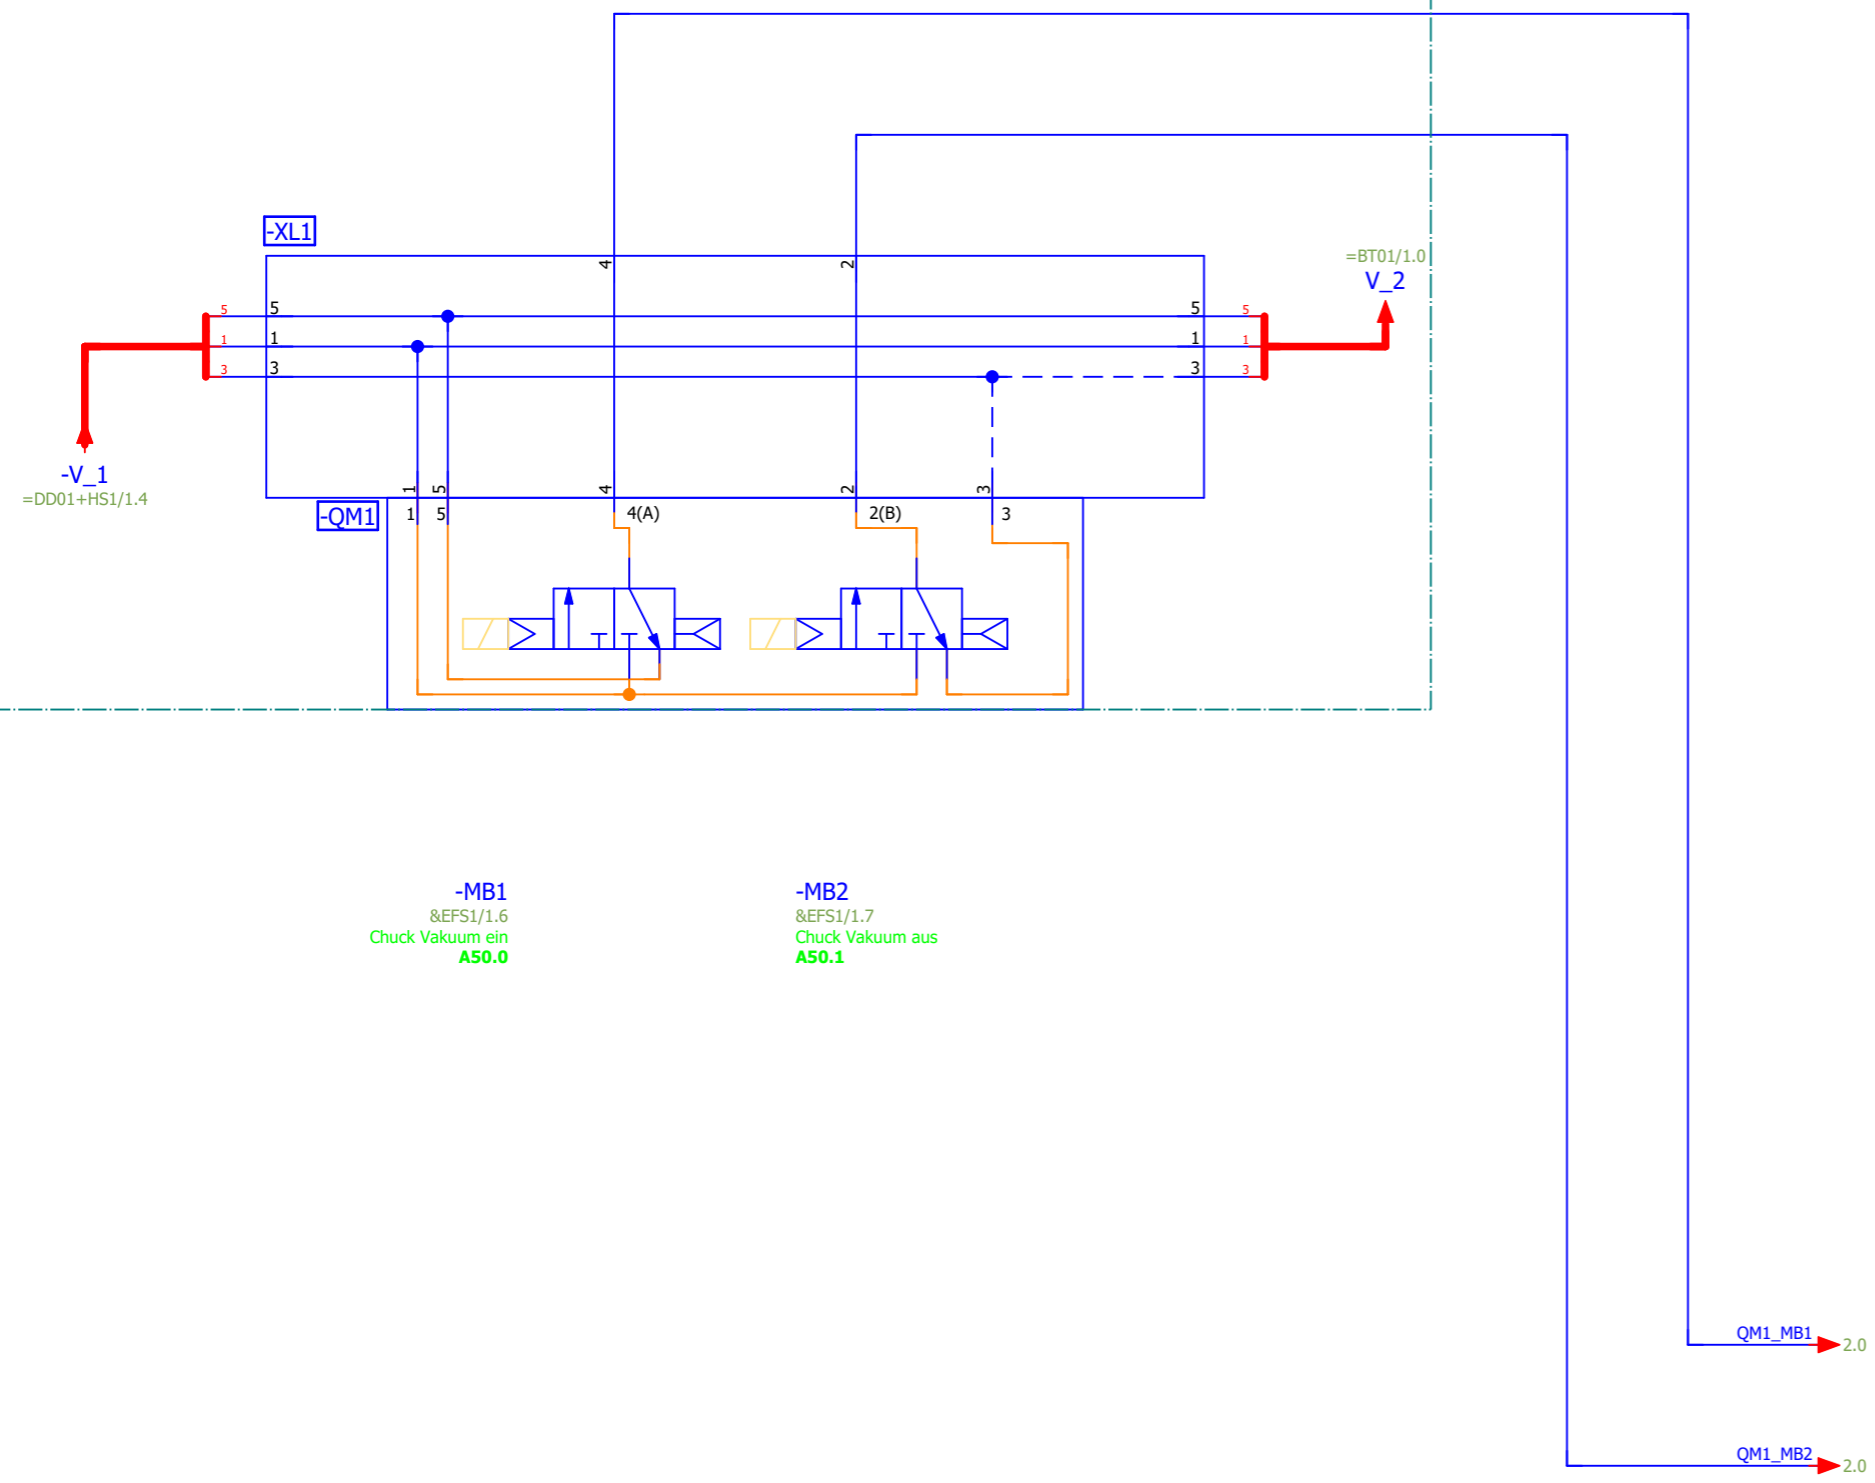 -XL1
4
2
=BT01/1.0
V_2
5
5
5
5
1
1
1
1
3
3
3
3
-V_1
=DD01+HS1/1.4
1
5
4
2
3
-QM1
1
5
4(A)
2(B)
3
-MB1
&EFS1/1.6
Chuck Vakuum ein
A50.0
-MB2
&EFS1/1.7
Chuck Vakuum aus
A50.1
QM1_MB1
2.0
QM1_MB2
2.0